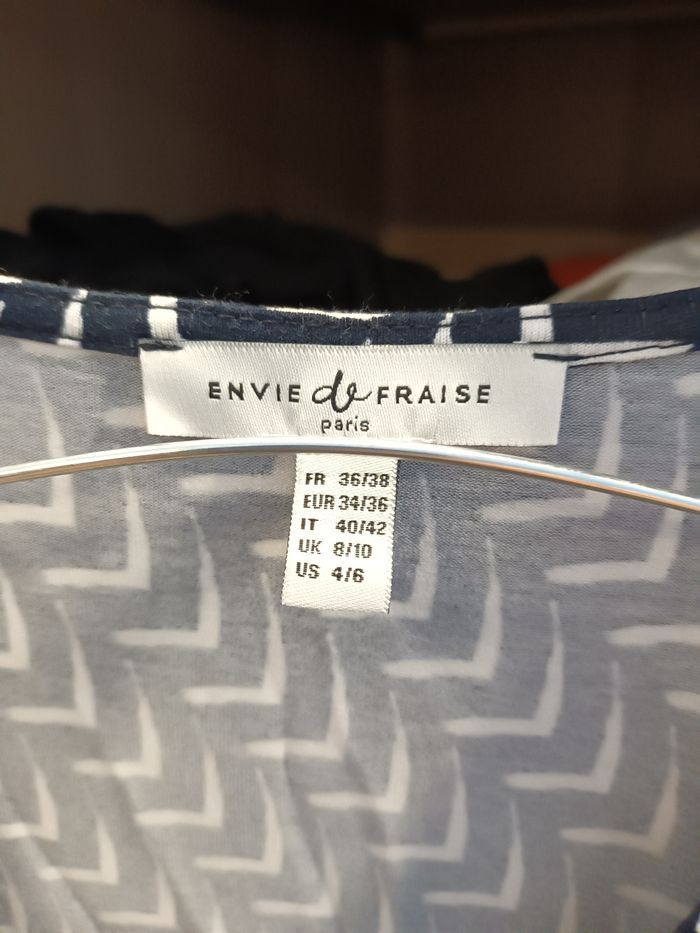 ENVIE de FRAISE
paris
FR 36/38
EUR 34/36
IT 40/42
UK 8/10
US 4/6